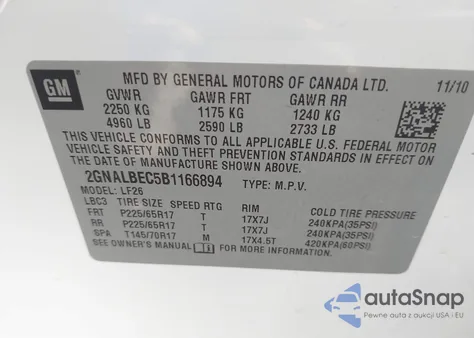 GM
MFD BY GENERAL MOTORS OF CANADA LTD. 11/10
GVWR GAWR FRT GAWR RR
2250 KG 1175 KG 1240 KG
4960 LB 2590 LB 2733 LB
THIS VEHICLE CONFORMS TO ALL APPLICABLE U.S. FEDERAL MOTOR
VEHICLE SAFETY AND THEFT PREVENTION STANDARDS IN EFFECT ON
THE DATE OF MANUFACTURE SHOWN ABOVE.
2GNALBEC5B1166894 TYPE: M.P.V.
MODEL: LF26
LBC3 TIRE SIZE SPEED RTG RIM COLD TIRE PRESSURE
FRT P225/65R17 T 17X7J 240KPA(35PSI)
RR P225/65R17 T 17X7J 240KPA(35PSI)
SPA T145/70R17 M 17X4.5T 420KPA(60PSI)
SEE OWNER'S MANUAL
autoSnap
Pewne auta z aukcji USA i EU